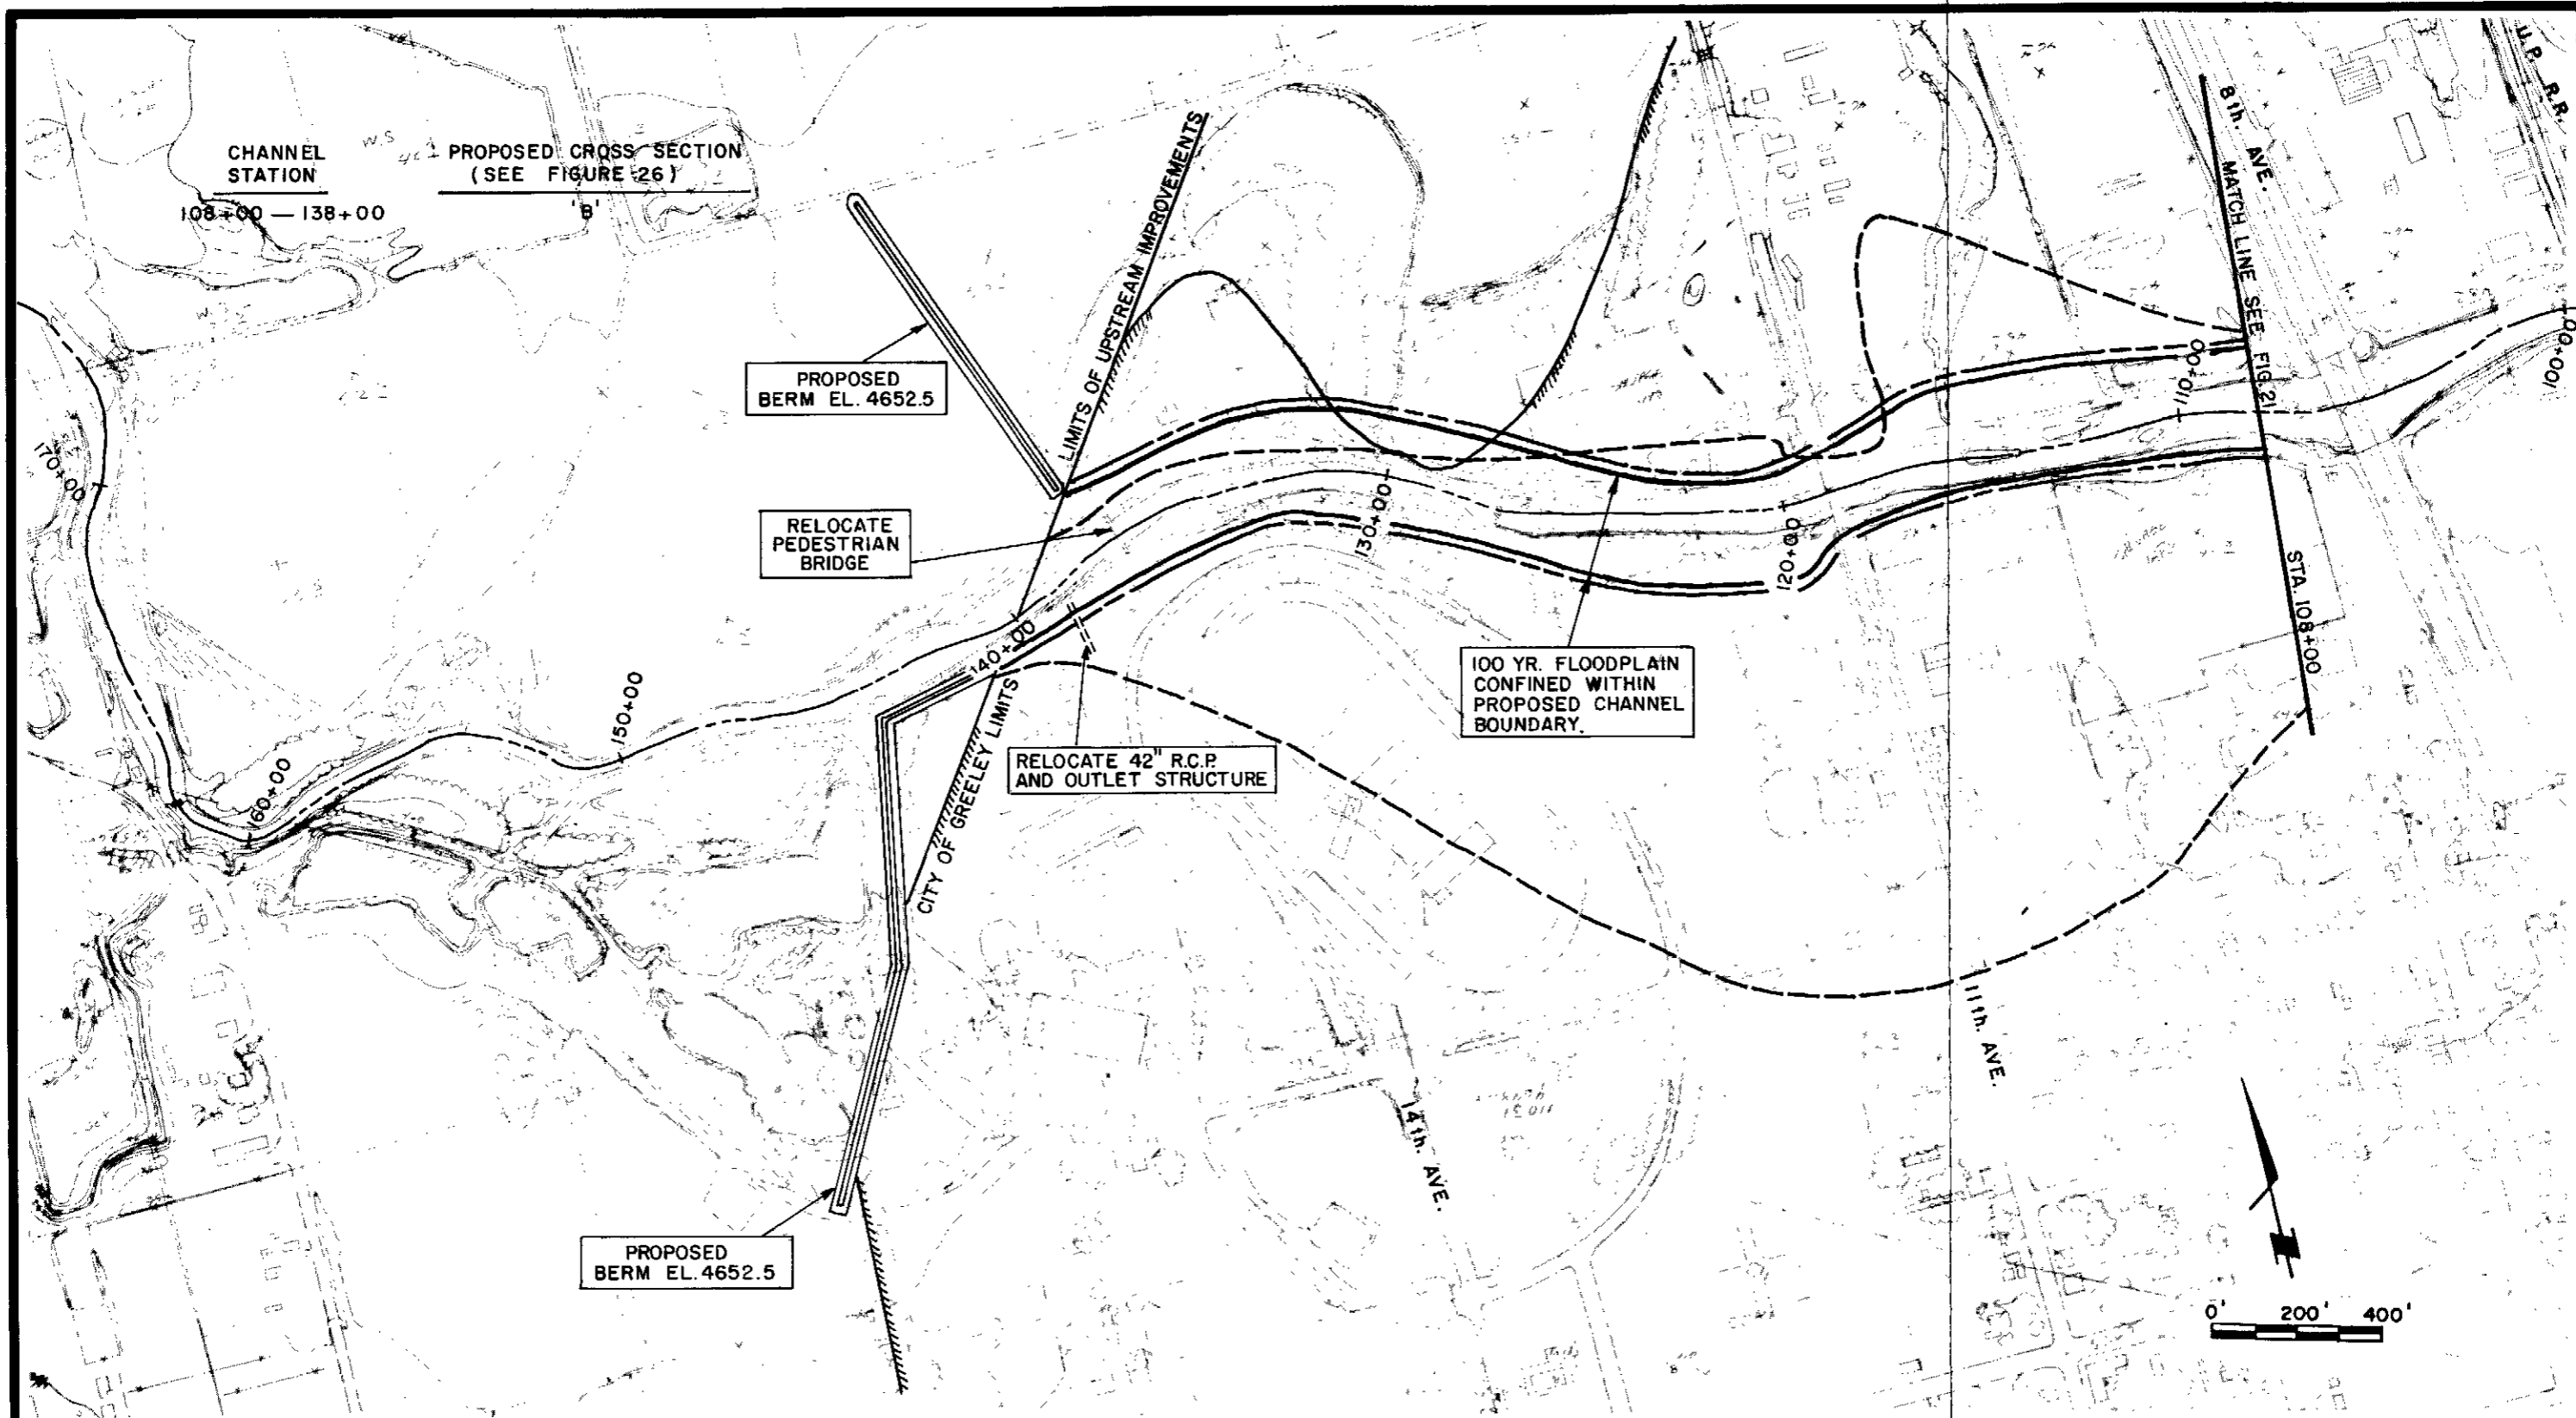 CHANNEL
STATION
PROPOSED CROSS SECTION
(SEE FIGURE 26)
108+00 — 138+00
'B'
W.S
LIMITS OF UPSTREAM IMPROVEMENTS
PROPOSED
BERM EL. 4652.5
RELOCATE
PEDESTRIAN
BRIDGE
U.P. R.R.
8th. AVE.
MATCH LINE SEE FIG. 21
STA. 108+00
100+00
110+00
120+00
130+00
140+00
150+00
160+00
170+00
100 YR. FLOODPLAIN
CONFINED WITHIN
PROPOSED CHANNEL
BOUNDARY.
RELOCATE 42" R.C.P.
AND OUTLET STRUCTURE
CITY OF GREELEY LIMITS
PROPOSED
BERM EL. 4652.5
14th. AVE.
11th. AVE.
0' 200' 400'